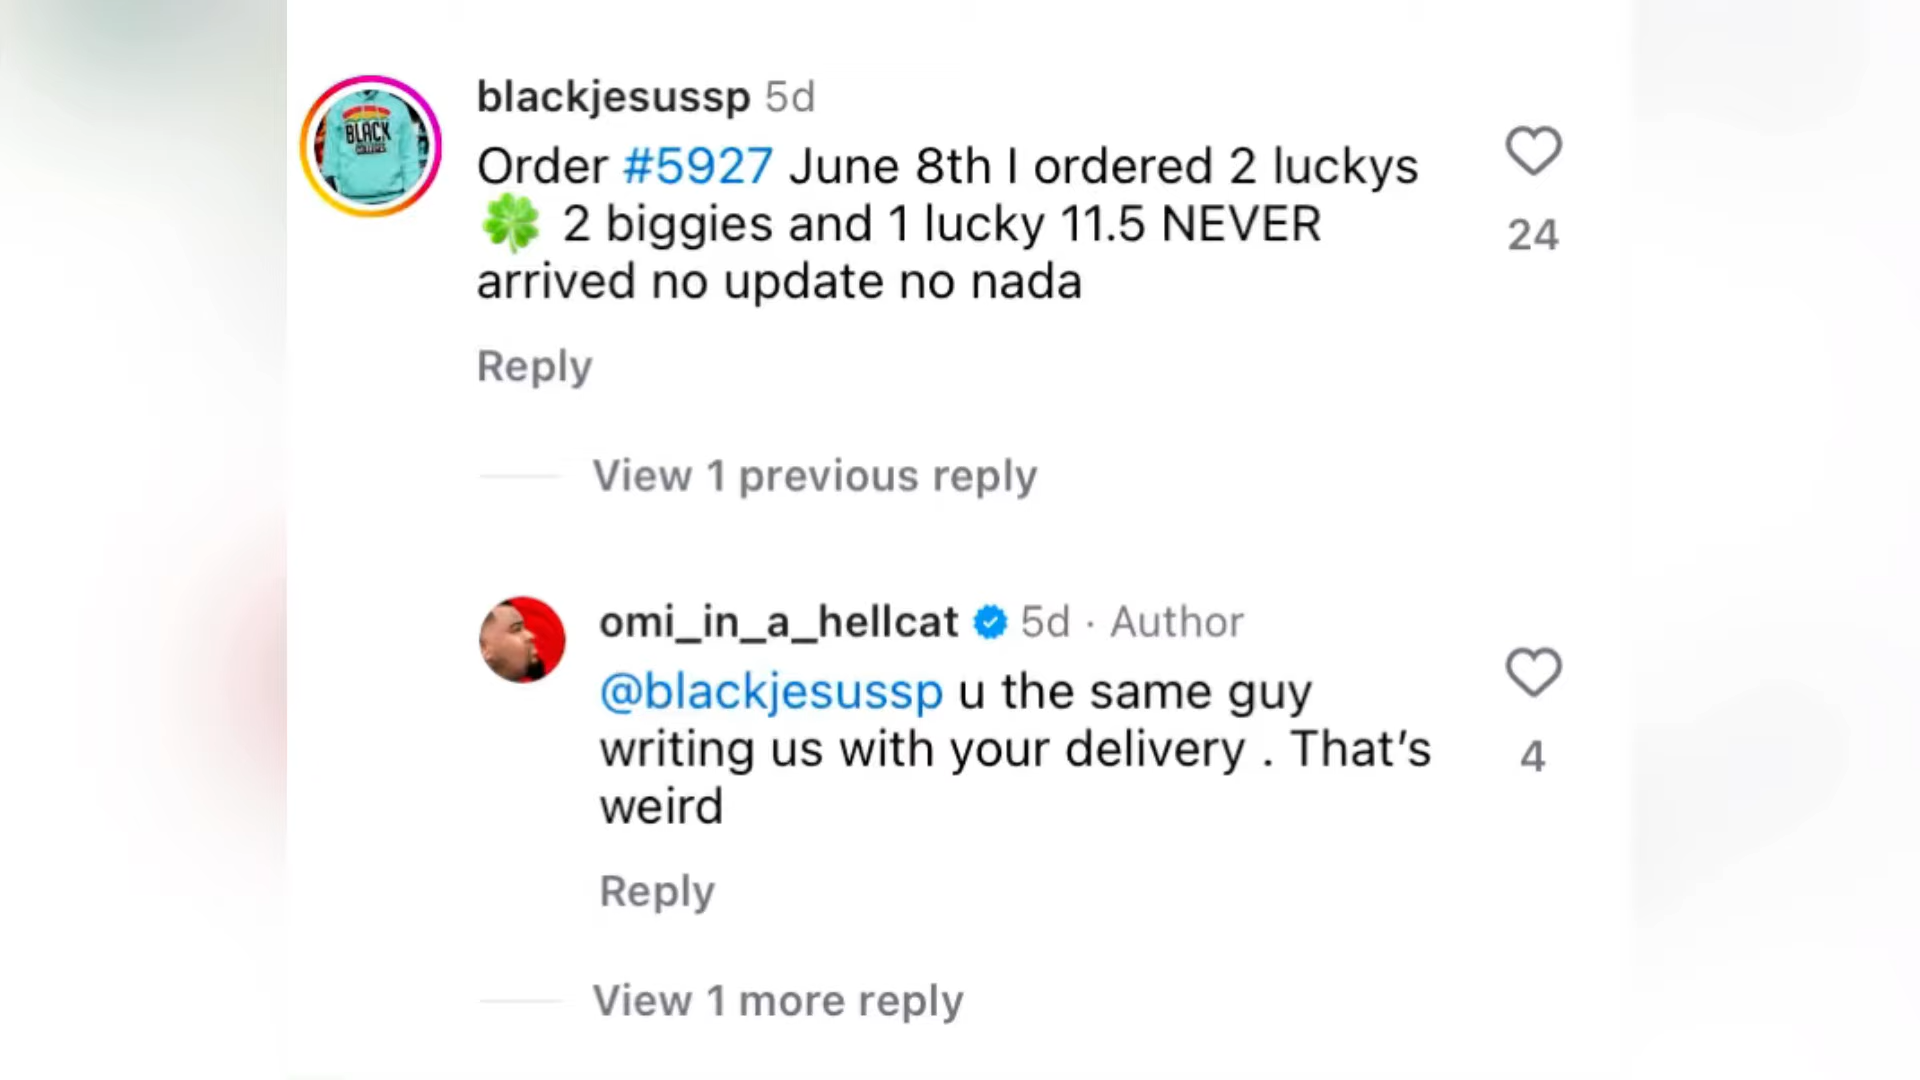 blackjesussp 5d
Order #5927 June 8th I ordered 2 luckys
🍀 2 biggies and 1 lucky 11.5 NEVER
arrived no update no nada
24
Reply
View 1 previous reply
omi_in_a_hellcat 5d · Author
@blackjesussp u the same guy
writing us with your delivery . That’s
weird
4
Reply
View 1 more reply
BLACK
COLLEGES